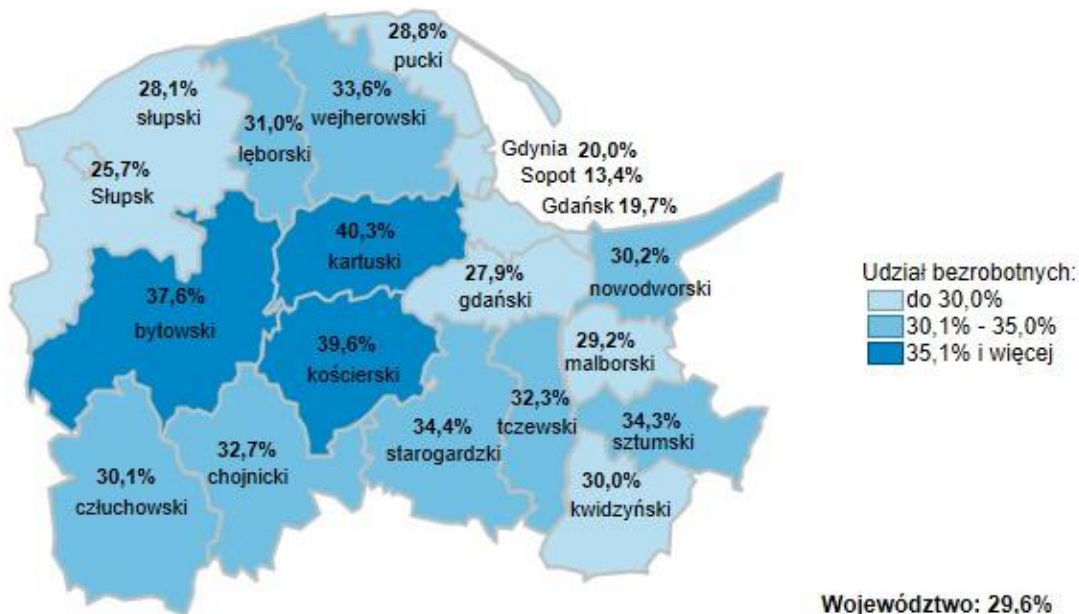 28,8%
pucki
28,1%
słupski
33,6%
wejherowski
31,0%
lęborski
Gdynia 20,0%
Sopot 13,4%
Gdańsk 19,7%
25,7%
Słupsk
40,3%
kartuski
30,2%
nowodworski
27,9%
gdański
37,6%
bytowski
39,6%
kościerski
29,2%
malborski
32,3%
tczewski
34,3%
sztumski
34,4%
starogardzki
32,7%
chojnicki
30,1%
człuchowski
30,0%
kwidzyński
Udział bezrobotnych:
do 30,0%
30,1% - 35,0%
35,1% i więcej
Województwo: 29,6%